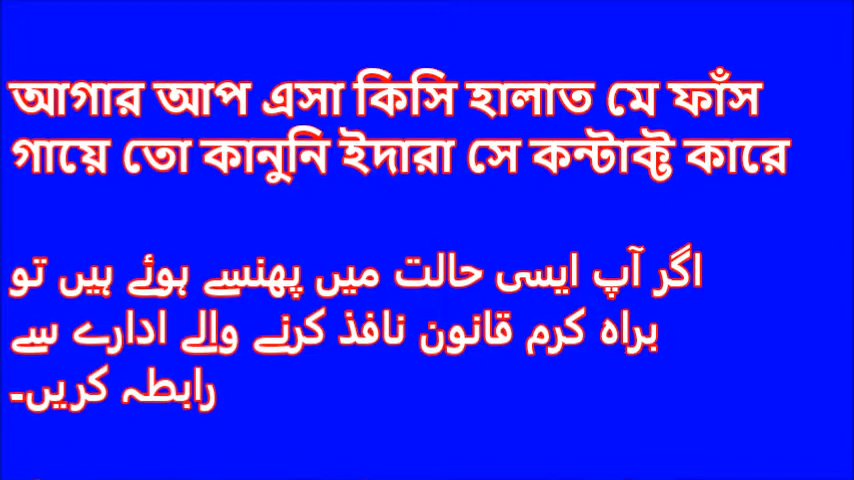 আগার আপ এসা কিসি হালাত মে ফাঁস
গায়ে তো কানুনি ইদারা সে কন্টাক্ট কারে
اگر آپ ایسی حالت میں پھنسے ہوئے ہیں تو
براہ کرم قانون نافذ کرنے والے ادارے سے
رابطہ کریں۔